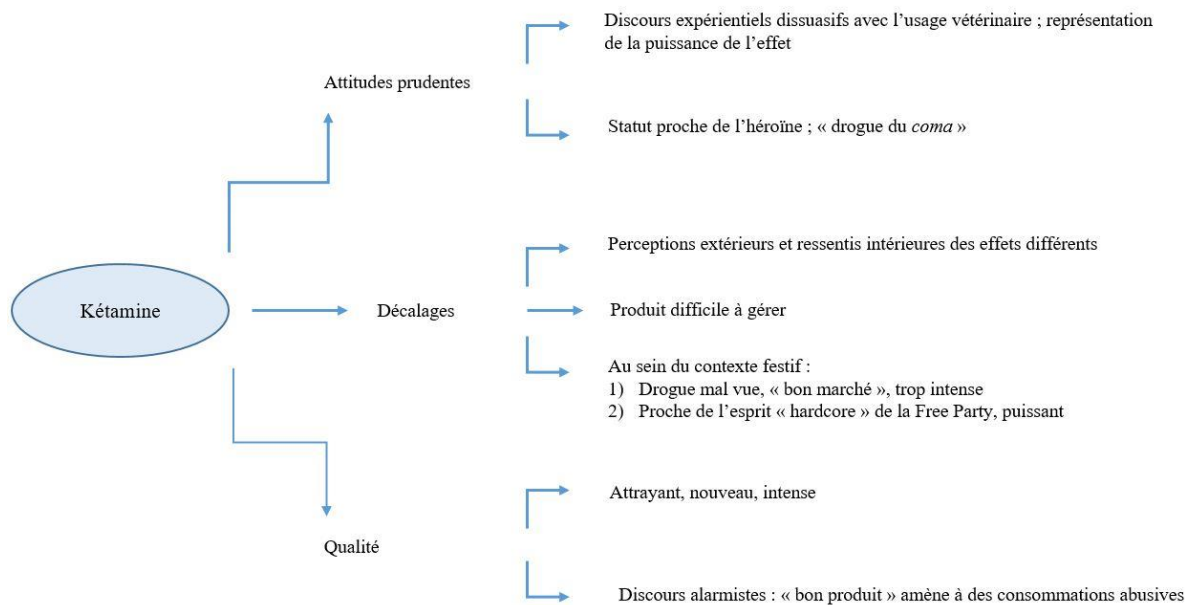 Discours expérientiels dissuasifs avec l’usage vétérinaire ; représentation
de la puissance de l’effet
Attitudes prudentes
Statut proche de l’héroïne ; « drogue du coma »
Perceptions extérieurs et ressentis intérieures des effets différents
Kétamine
Décalages
Produit difficile à gérer
Au sein du contexte festif :
1) Drogue mal vue, « bon marché », trop intense
2) Proche de l’esprit « hardcore » de la Free Party, puissant
Attrayant, nouveau, intense
Qualité
Discours alarmistes : « bon produit » amène à des consommations abusives